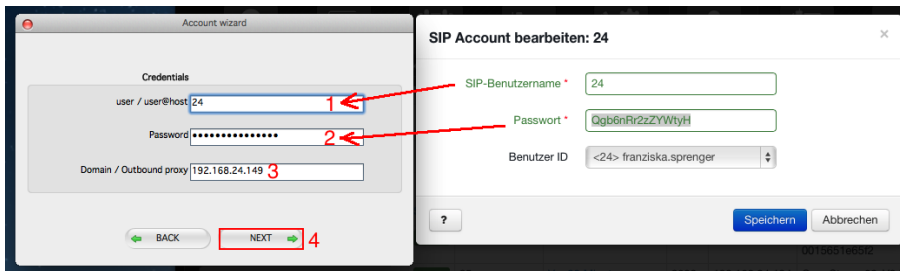 Account wizard
Credentials
user / user@host 24 1
Password ••••••••••••••• 2
Domain / Outbound proxy 192.168.24.149 3
BACK NEXT 4
SIP Account bearbeiten: 24 ×
SIP-Benutzername * 24
Passwort * Qgb6nRr2zZYWtyH
Benutzer ID <24> franziska.sprenger
? Speichern Abbrechen
0015651e65f2